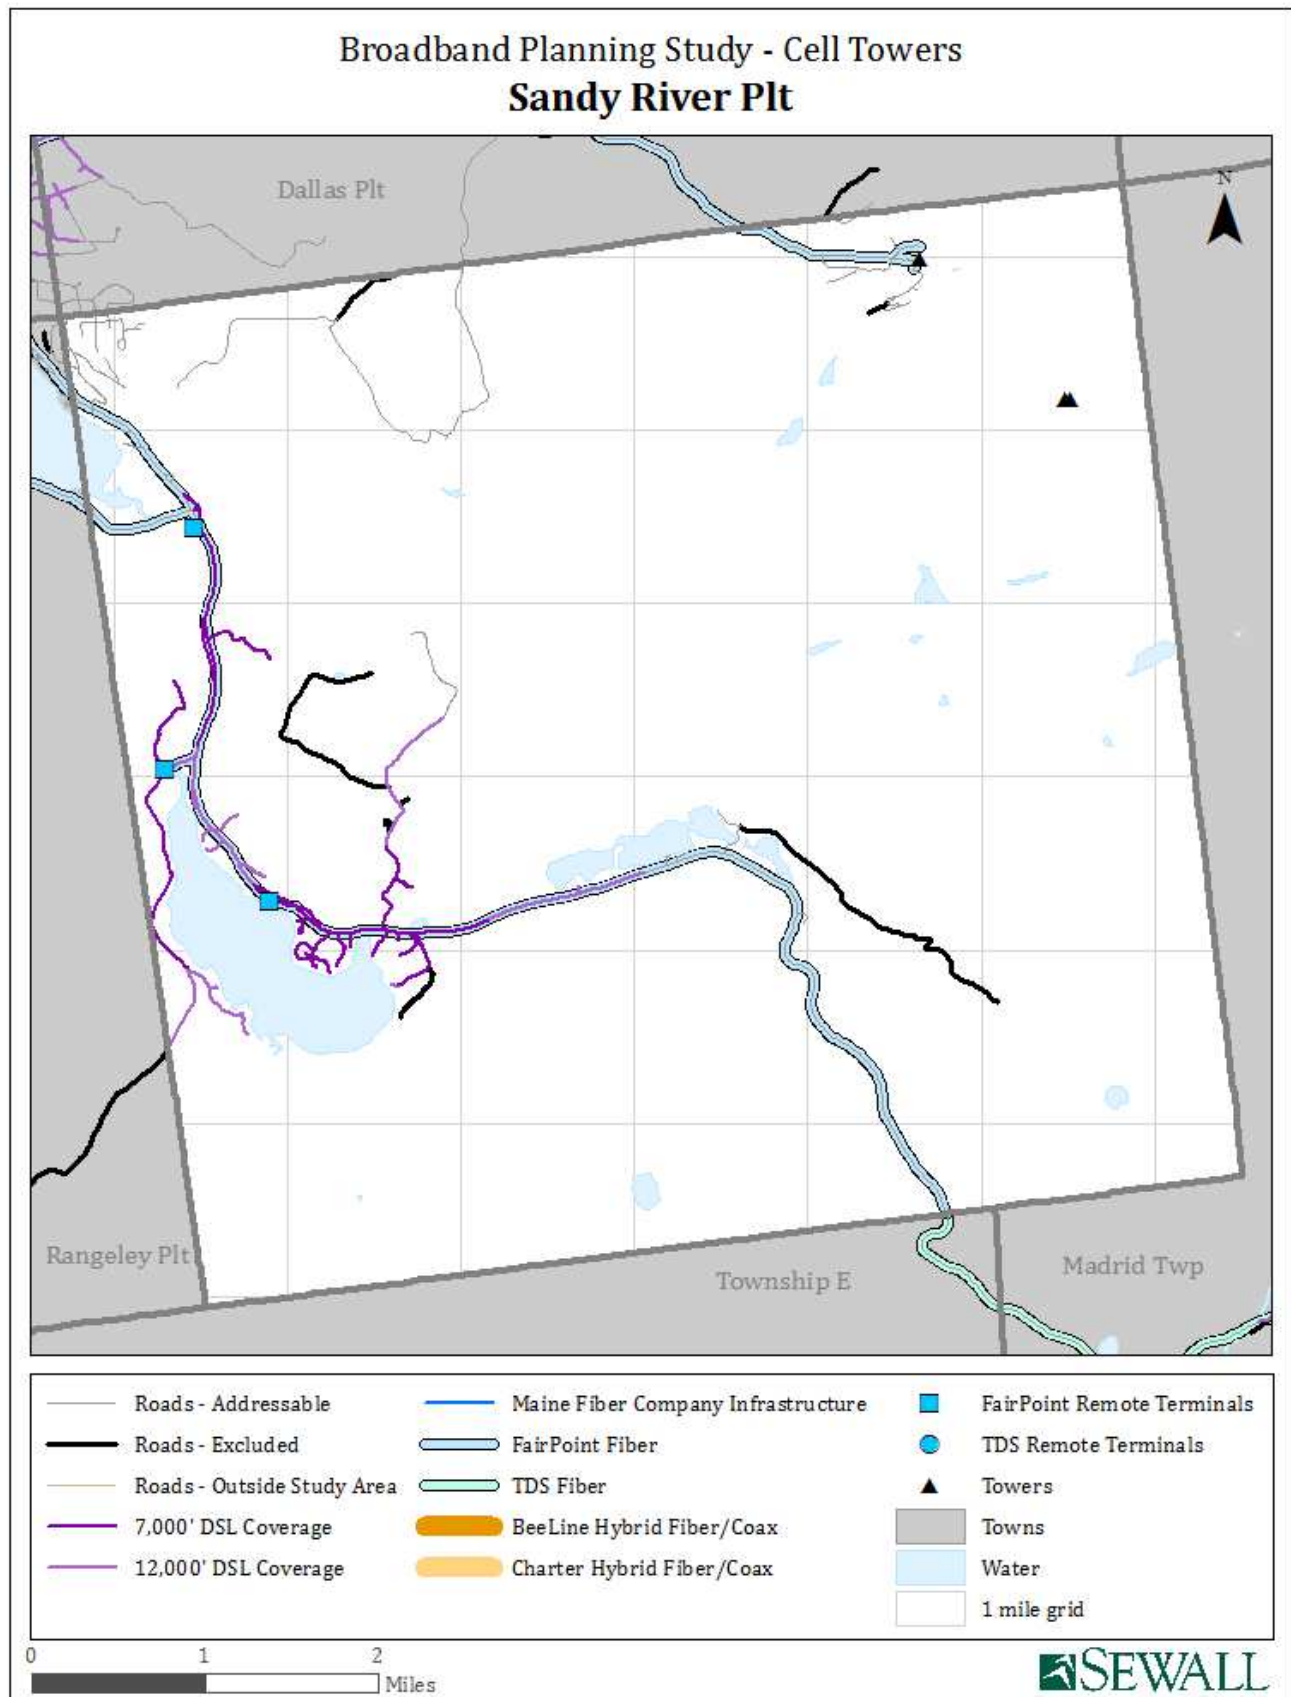 Broadband Planning Study - Cell Towers
Sandy River Plt
Dallas Plt
N
Rangeley Plt
Township E
Madrid Twp
Roads - Addressable
Roads - Excluded
Roads - Outside Study Area
7,000' DSL Coverage
12,000' DSL Coverage
Maine Fiber Company Infrastructure
FairPoint Fiber
TDS Fiber
BeeLine Hybrid Fiber/Coax
Charter Hybrid Fiber/Coax
FairPoint Remote Terminals
TDS Remote Terminals
Towers
Towns
Water
1 mile grid
0 1 2
Miles
SEWALL